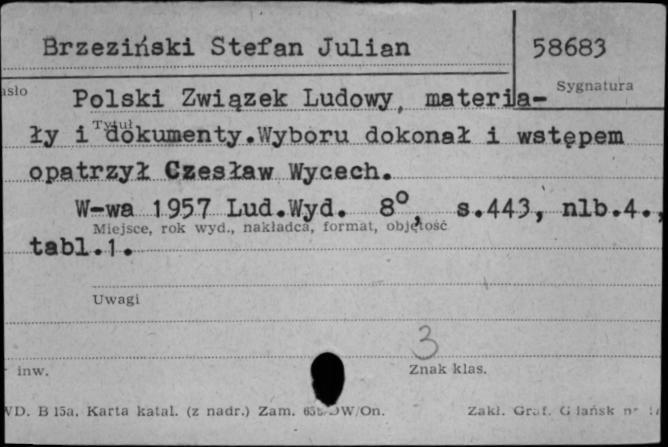 Brzeziński Stefan Julian
58683
Sygnatura
Polski Związek Ludowy, materia-
Tytuł
ły i dokumenty.Wyboru dokonał i wstępem
opatrzył Czesław Wycech.
W-wa 1957 Lud.Wyd. 8°, s.443, nlb.4.,
Miejsce, rok wyd., nakładca, format, objętość
tabl.1.
Uwagi
3
inw.
Znak klas.
B 15a. Karta katal. (z nadr.) Zam.
Zakł. Graf.